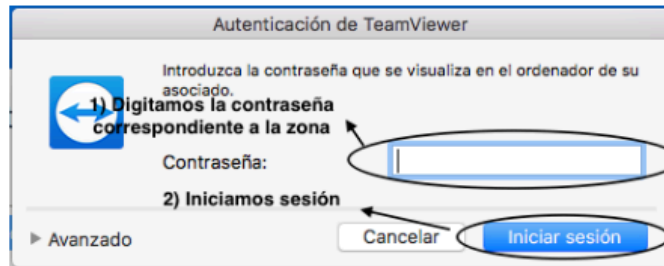 Autenticación de TeamViewer
Introduzca la contraseña que se visualiza en el ordenador de su
asociado.
1) Digitamos la contraseña
correspondiente a la zona
Contraseña:
2) Iniciamos sesión
Avanzado
Cancelar
Iniciar sesión